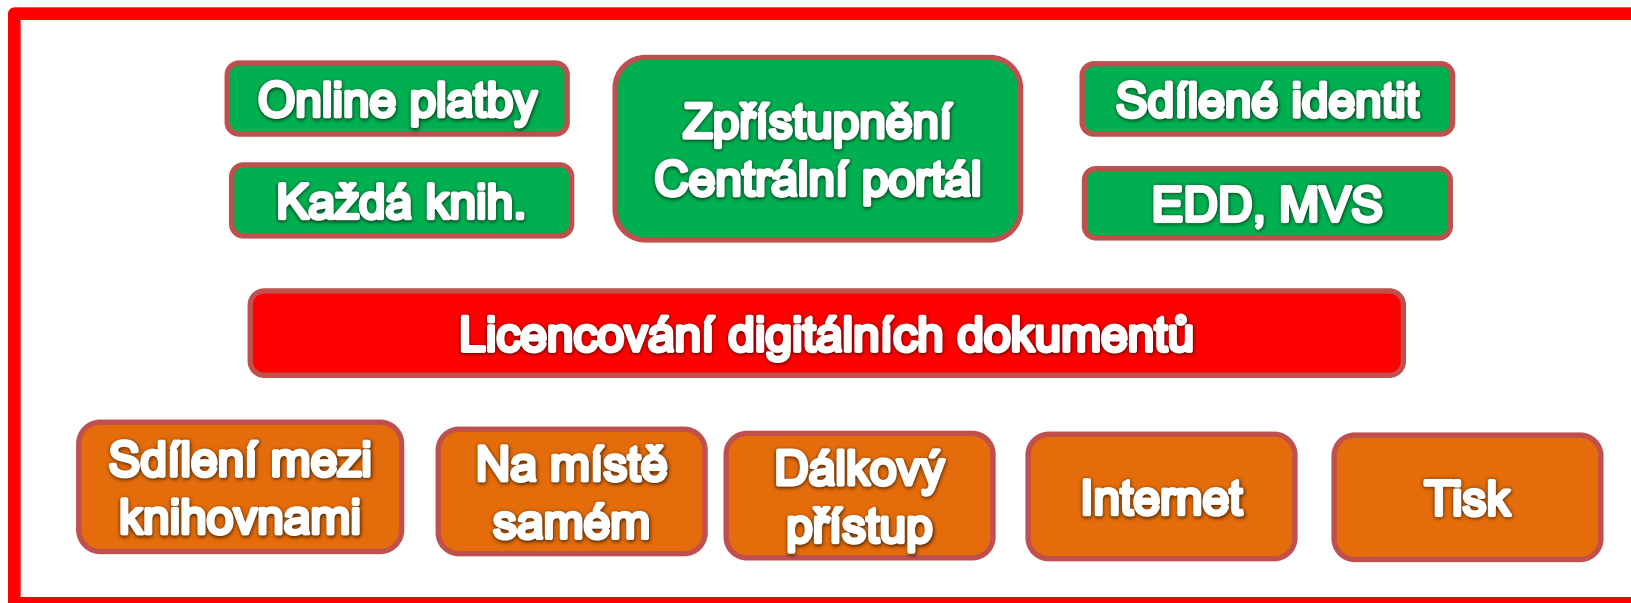 Online platby
Zpřístupnění
Centrální portál
Sdílené identit
Každá knih.
EDD, MVS
Licencování digitálních dokumentů
Sdílení mezi
knihovnami
Na místě
samém
Dálkový
přístup
Internet
Tisk